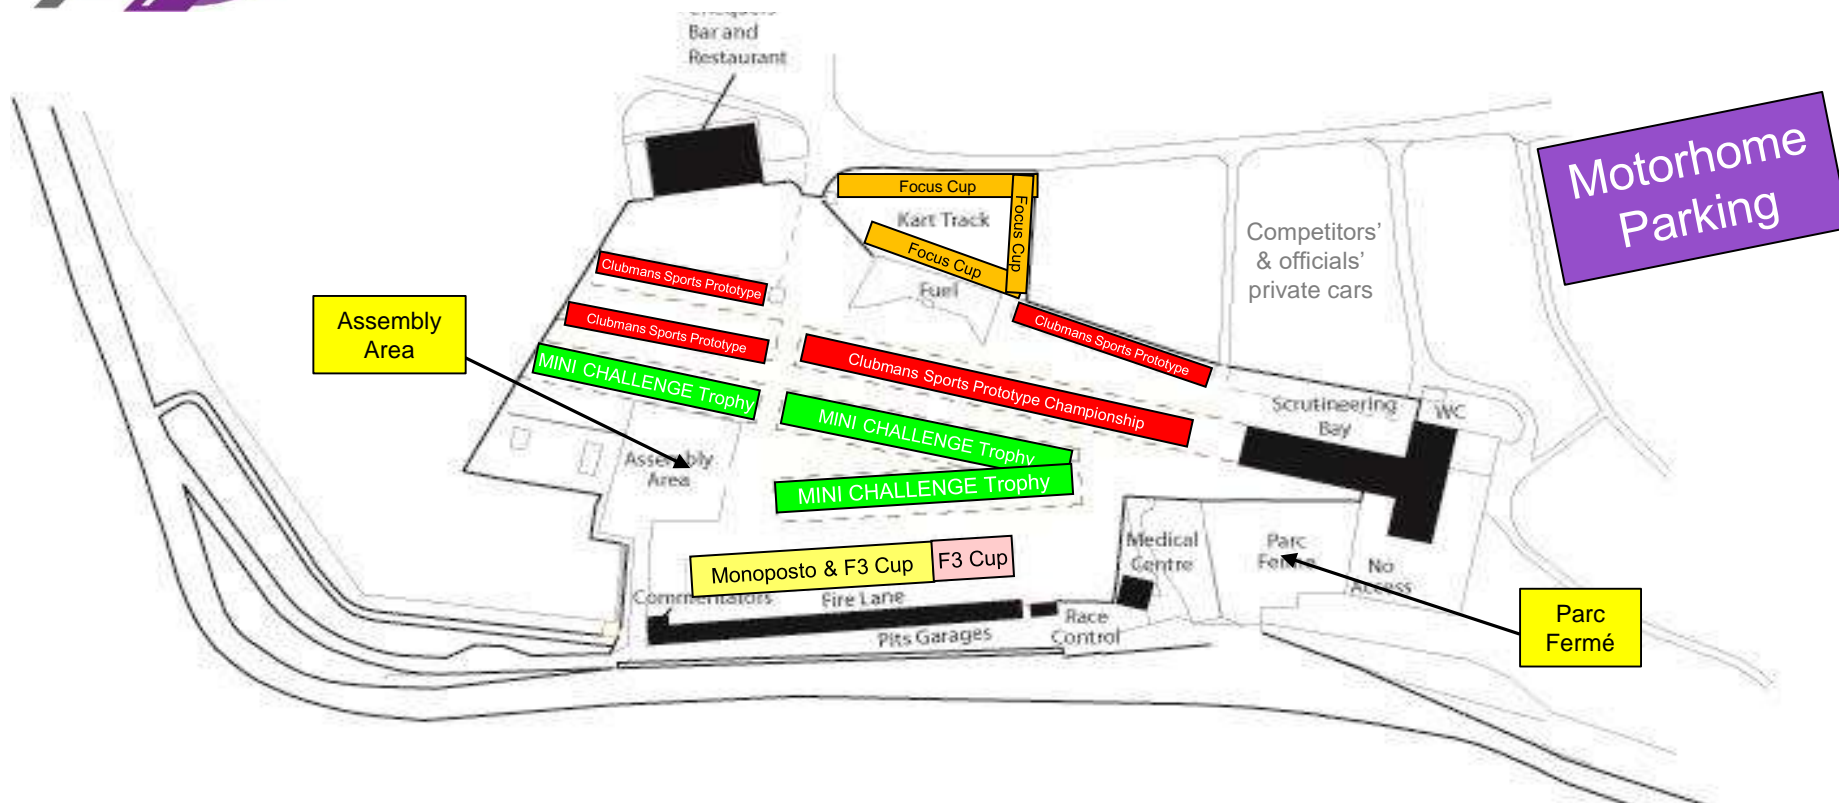 Bar and
Restaurant
Motorhome
Parking
Focus Cup
Focus Cup
Kart Track
Focus Cup
Fuel
Competitors’
& officials’
private cars
Clubmans Sports Prototype
Clubmans Sports Prototype
Clubmans Sports Prototype
Clubmans Sports Prototype Championship
Assembly
Area
MINI CHALLENGE Trophy
MINI CHALLENGE Trophy
MINI CHALLENGE Trophy
Scrutineering
Bay
WC
Assembly
Area
Medical
Centre
Parc
Ferme
No
Access
Monoposto & F3 Cup
F3 Cup
Commentators
Fire Lane
Pits Garages
Race
Control
Parc
Fermé